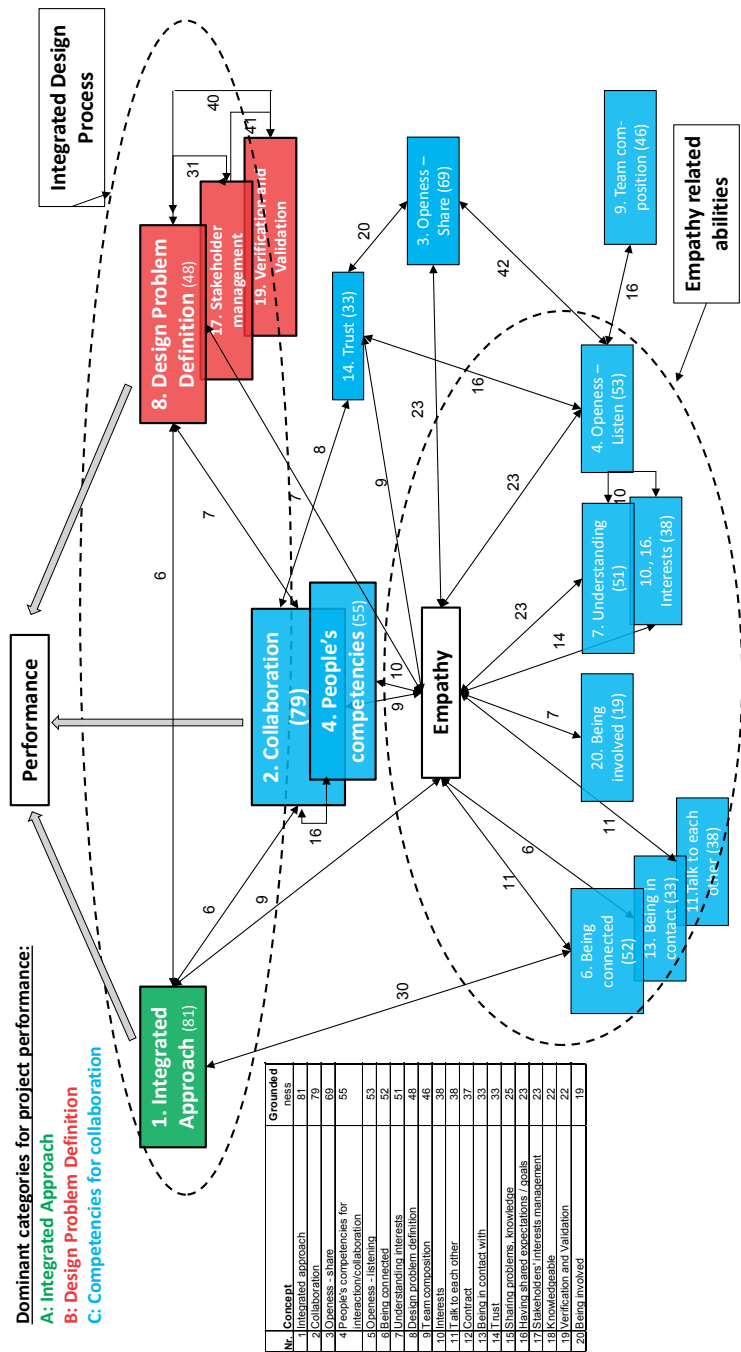 Dominant categories for project performance:
A: Integrated Approach
B: Design Problem Definition
C: Competencies for collaboration
Performance
Integrated Design
Process
1. Integrated
Approach (81)
2. Collaboration
(79)
4. People's
competencies (55)
8. Design Problem
Definition (48)
17. Stakeholder
management
19. Verification and
Validation
6
6
7
16
9
9
10
7
8
31
40
41
14. Trust (33)
20
3. Openess –
Share (69)
9
23
16
42
23
30
Empathy
11
6
11
7
14
23
10
16
6. Being
connected
(52)
13. Being in
contact (33)
11.Talk to each
other (38)
20. Being
involved (19)
7. Understanding
(51)
10., 16.
Interests (38)
4. Openess –
Listen (53)
9. Team com-
position (46)
Empathy related
abilities
Nr. Concept Grounded
ness
1 Integrated approach 81
2 Collaboration 79
3 Openess - share 69
4 People's competencies for
interaction/collaboration 55
5 Openess - listening 53
6 Being connected 52
7 Understanding interests 51
8 Design problem definition 48
9 Team composition 46
10 Interests 38
11 Talk to each other 38
12 Contract 37
13 Being in contact with 33
14 Trust 33
15 Sharing problems, knowledge 25
16 Having shared expectations / goals 23
17 Stakeholders' interests management 23
18 Knowledgeable 22
19 Verification and Validation 22
20 Being involved 19